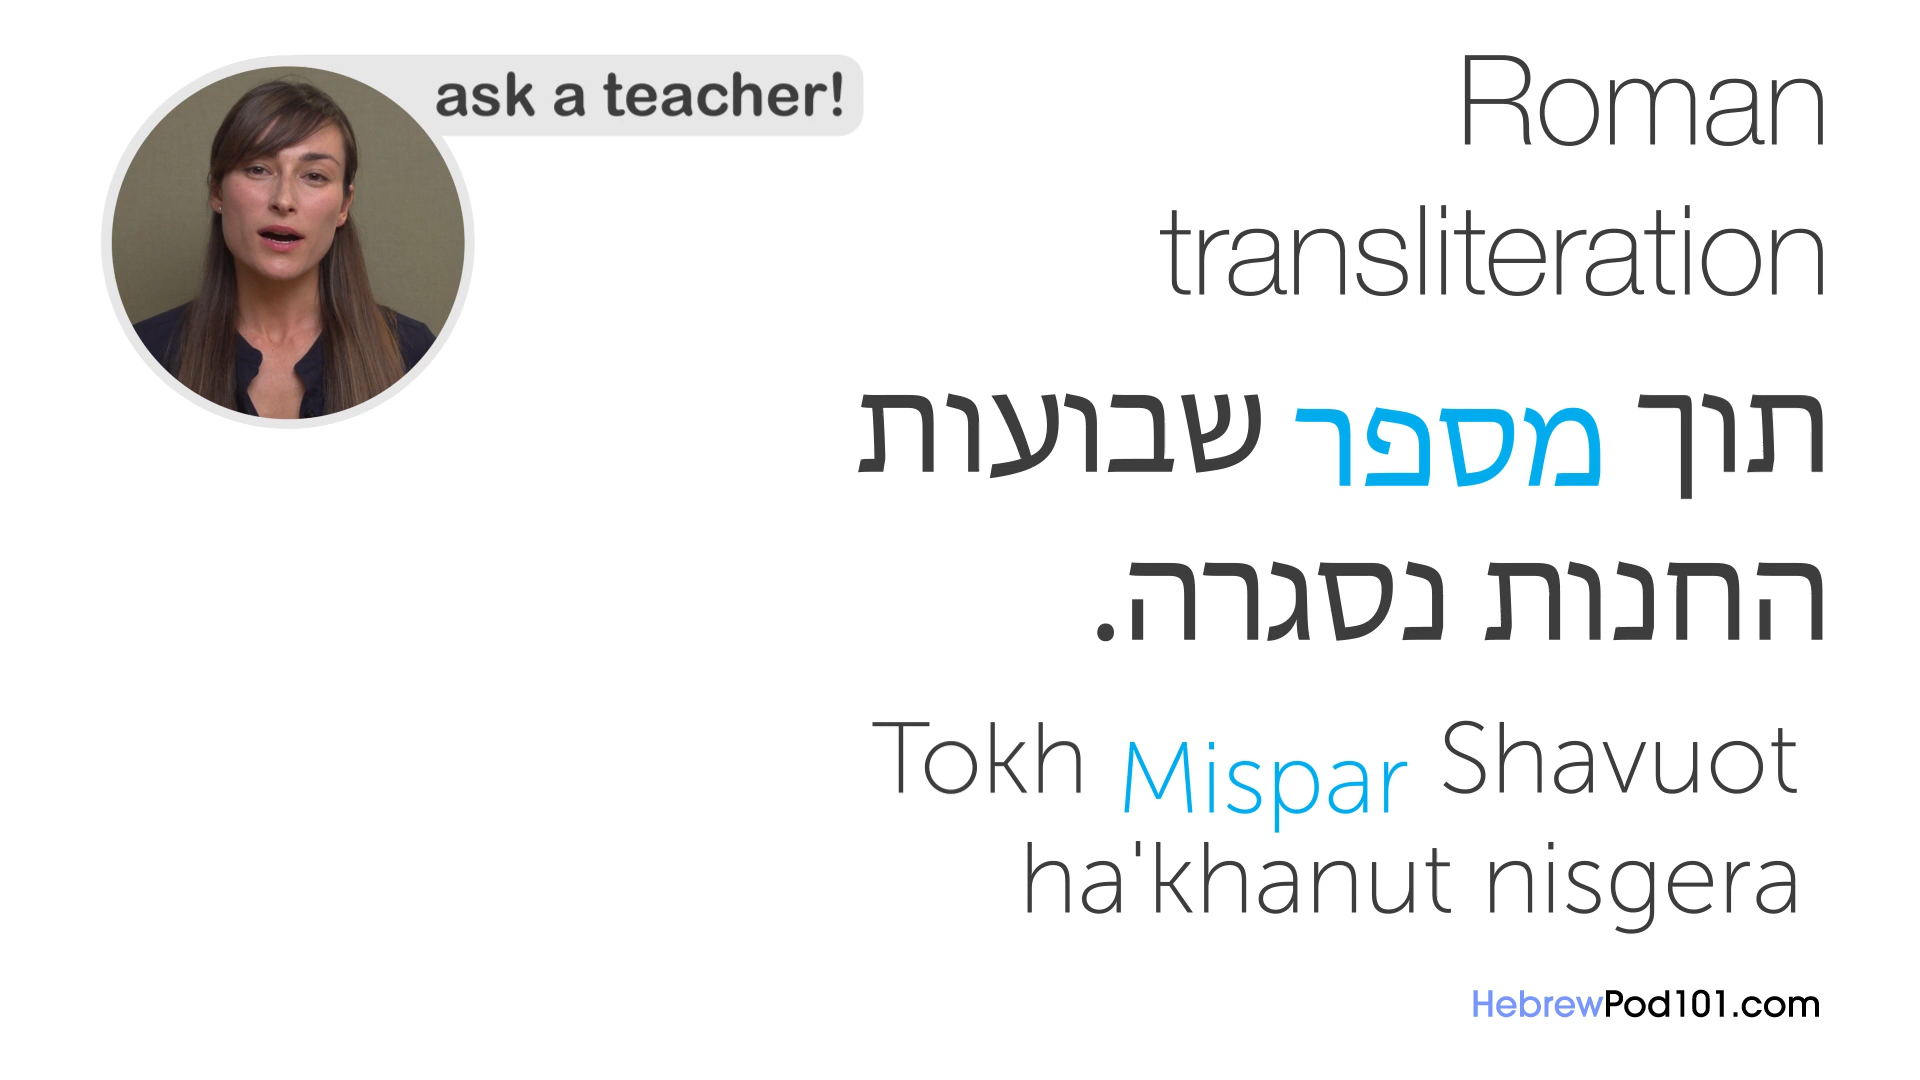 ask a teacher!
Roman
transliteration
תוך מספר שבועות
החנות נסגרה.
Tokh Mispar Shavuot
ha'khanut nisgera
HebrewPod101.com